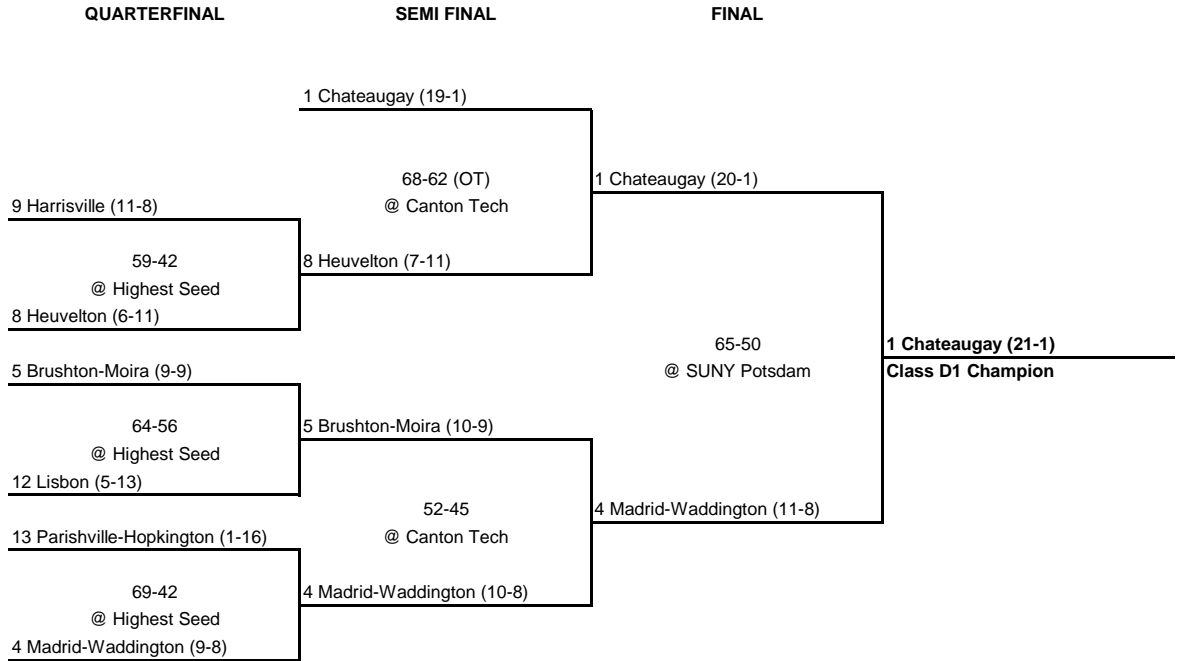 QUARTERFINAL SEMI FINAL FINAL
1 Chateaugay (19-1)
68-62 (OT) 1 Chateaugay (20-1)
9 Harrisville (11-8) @ Canton Tech
59-42 8 Heuvelton (7-11)
@ Highest Seed
8 Heuvelton (6-11)
65-50 1 Chateaugay (21-1)
5 Brushton-Moira (9-9) @ SUNY Potsdam Class D1 Champion
64-56 5 Brushton-Moira (10-9)
@ Highest Seed
12 Lisbon (5-13)
52-45 4 Madrid-Waddington (11-8)
13 Parishville-Hopkington (1-16) @ Canton Tech
69-42 4 Madrid-Waddington (10-8)
@ Highest Seed
4 Madrid-Waddington (9-8)